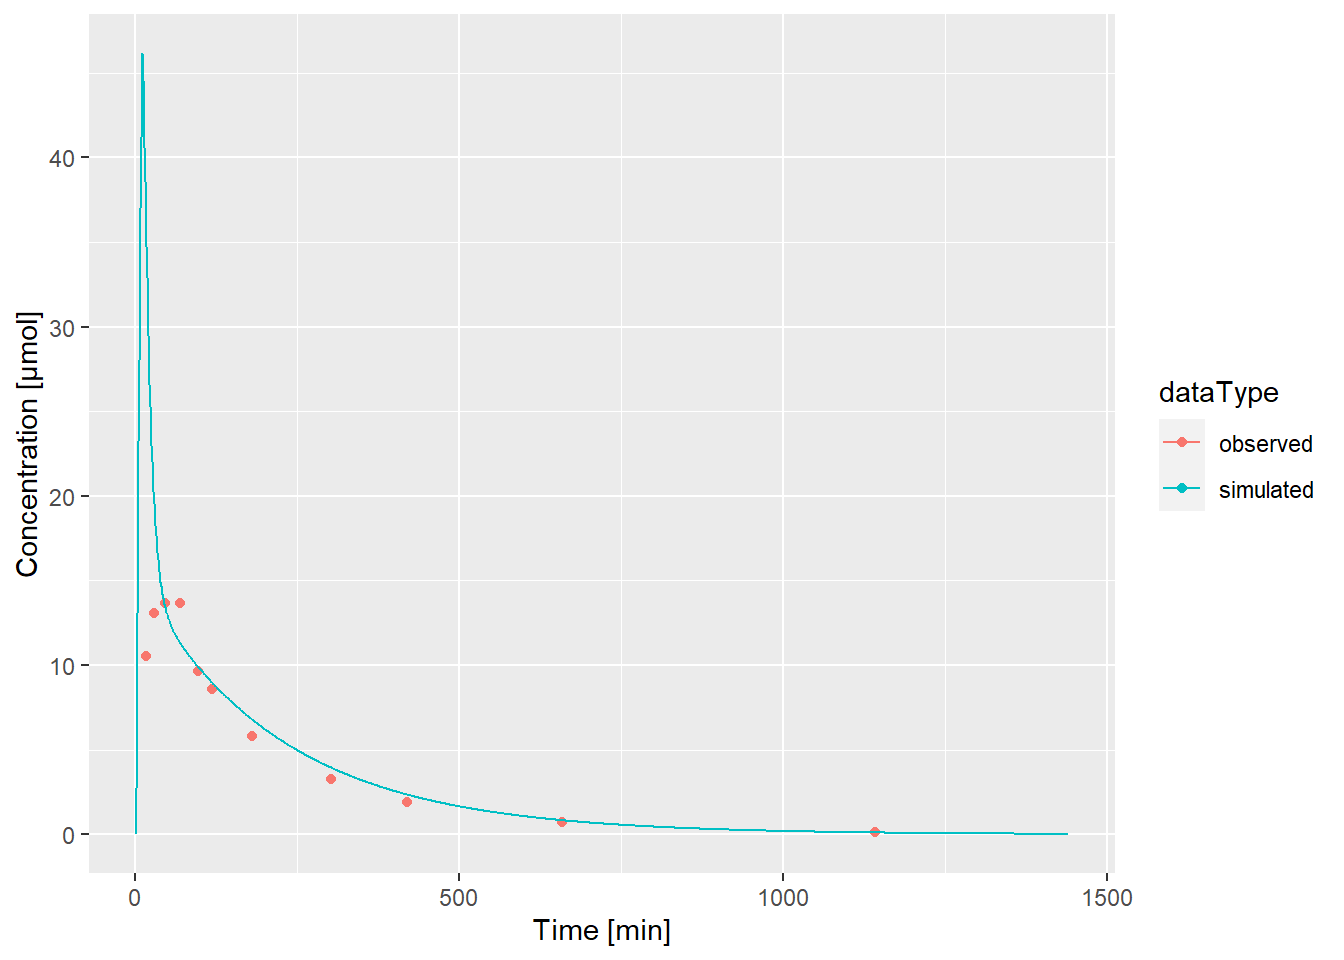 40
30
20
10
0
Concentration [µmol]
0
500
1000
1500
Time [min]
dataType
observed
simulated